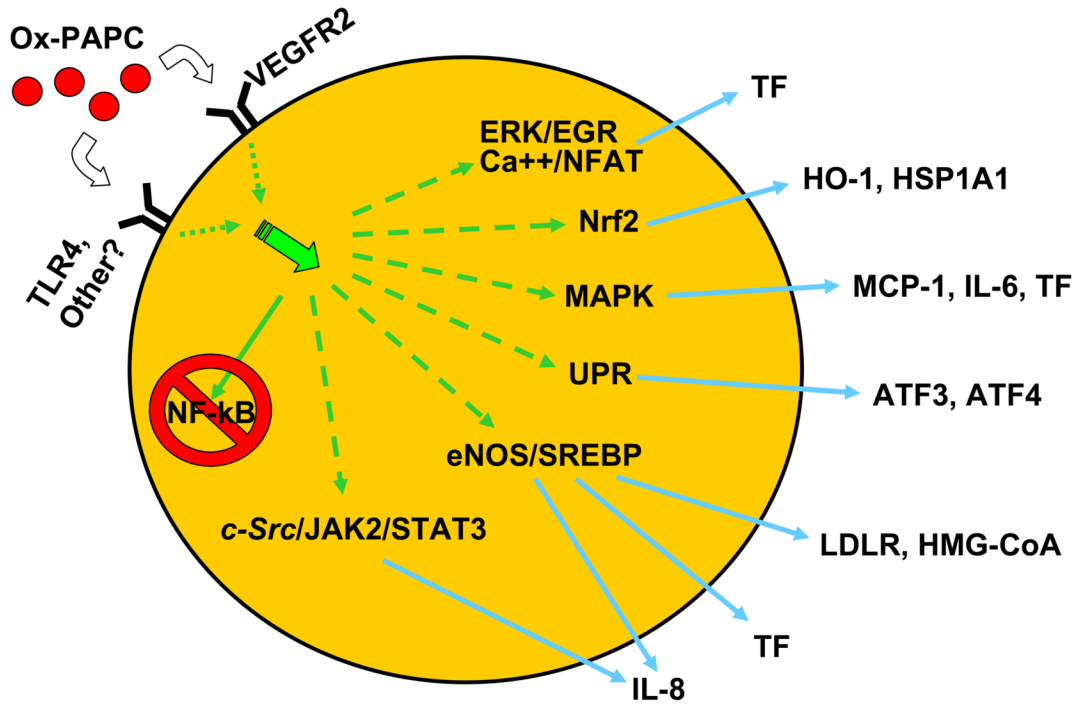 Ox-PAPC
VEGFR2
TLR4,
Other?
ERK/EGR
Ca++/NFAT
TF
Nrf2
HO-1, HSP1A1
MAPK
MCP-1, IL-6, TF
UPR
ATF3, ATF4
NF-kB
eNOS/SREBP
c-Src/JAK2/STAT3
LDLR, HMG-CoA
TF
IL-8